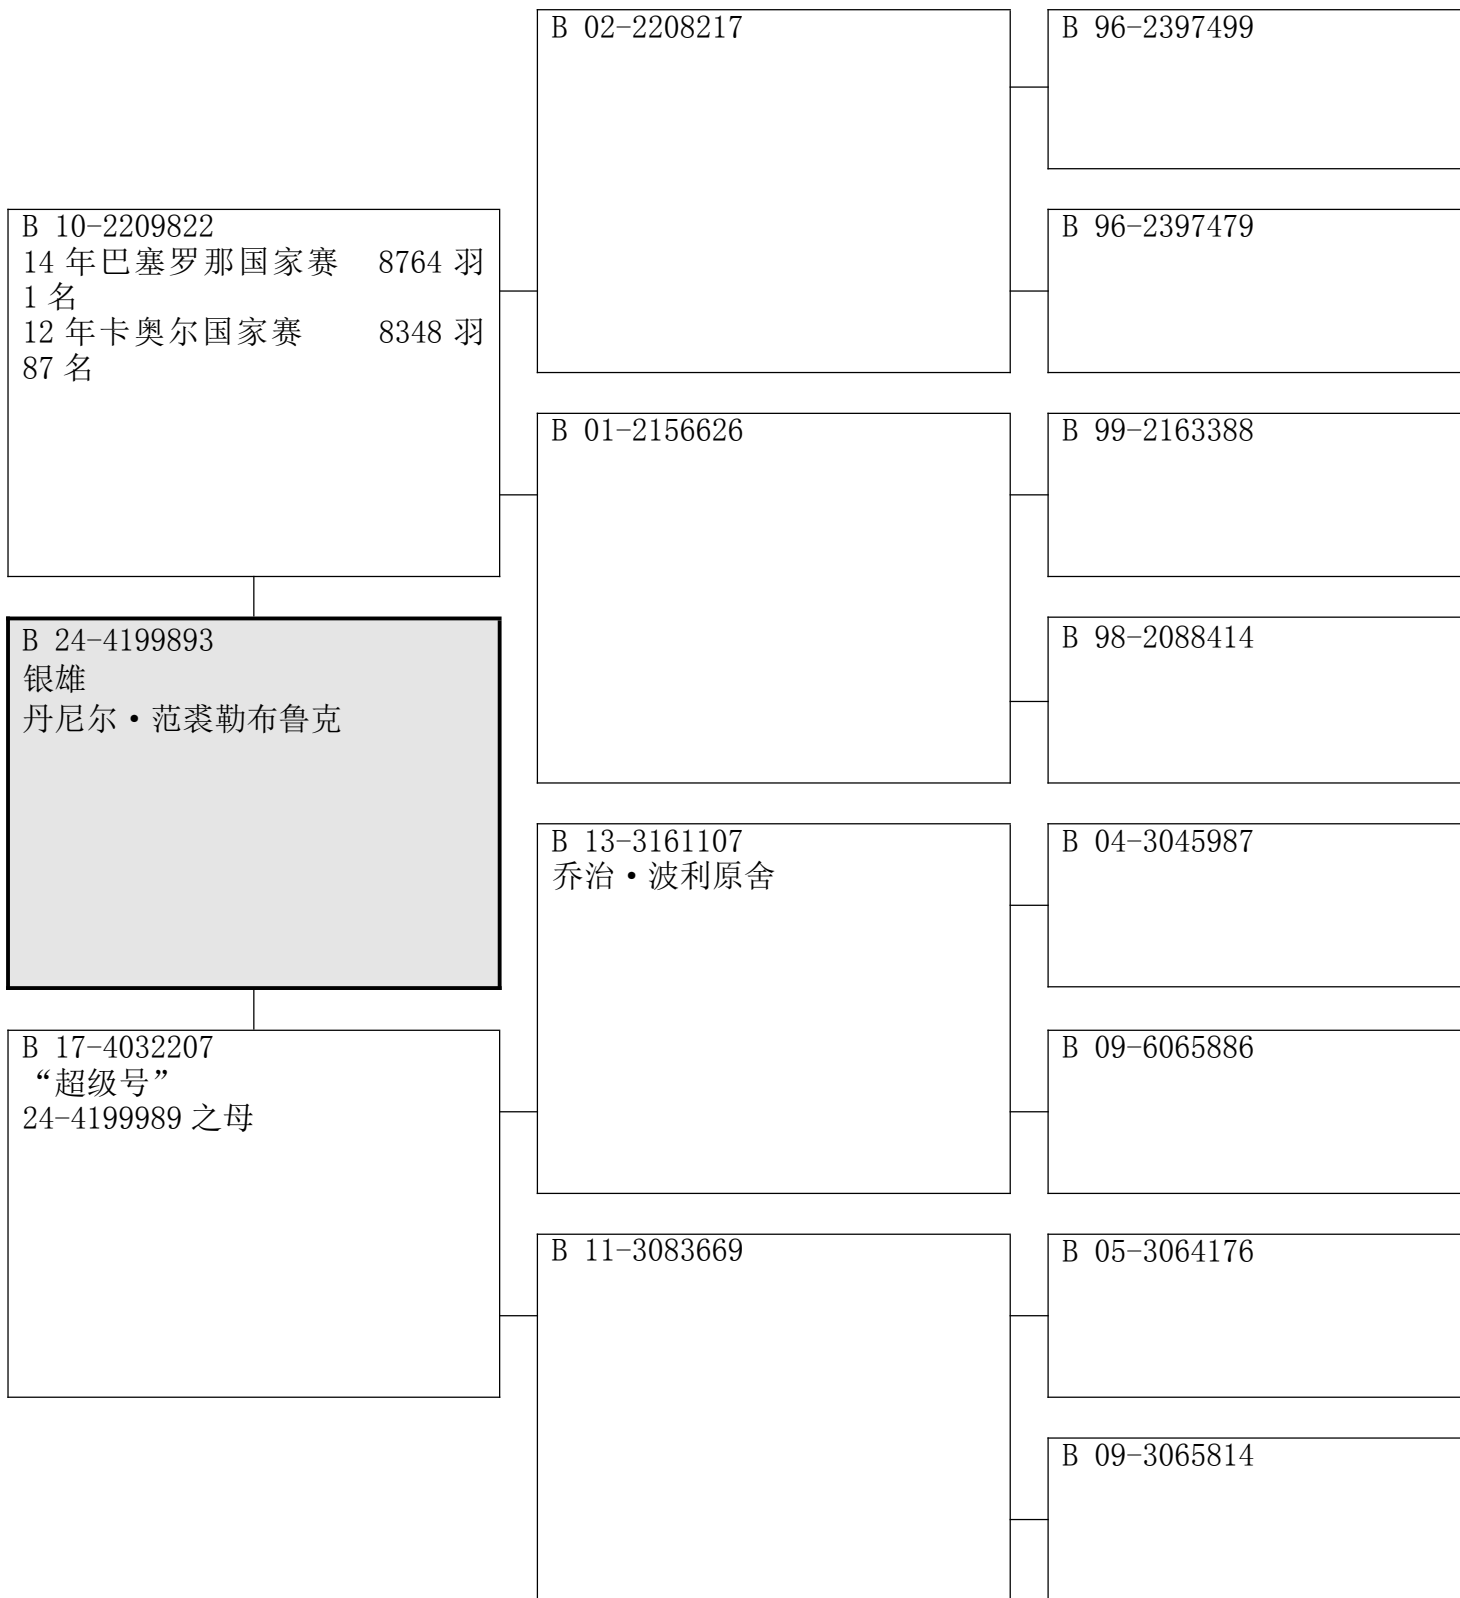 B 10-2209822
14 年巴塞罗那国家赛 8764 羽
1 名
12 年卡奥尔国家赛 8348 羽
87 名
B 24-4199893
银雄
丹尼尔•范裘勒布鲁克
B 17-4032207
“超级号”
24-4199989 之母
B 02-2208217
B 01-2156626
B 13-3161107
乔治•波利原舍
B 11-3083669
B 96-2397499
B 96-2397479
B 99-2163388
B 98-2088414
B 04-3045987
B 09-6065886
B 05-3064176
B 09-3065814